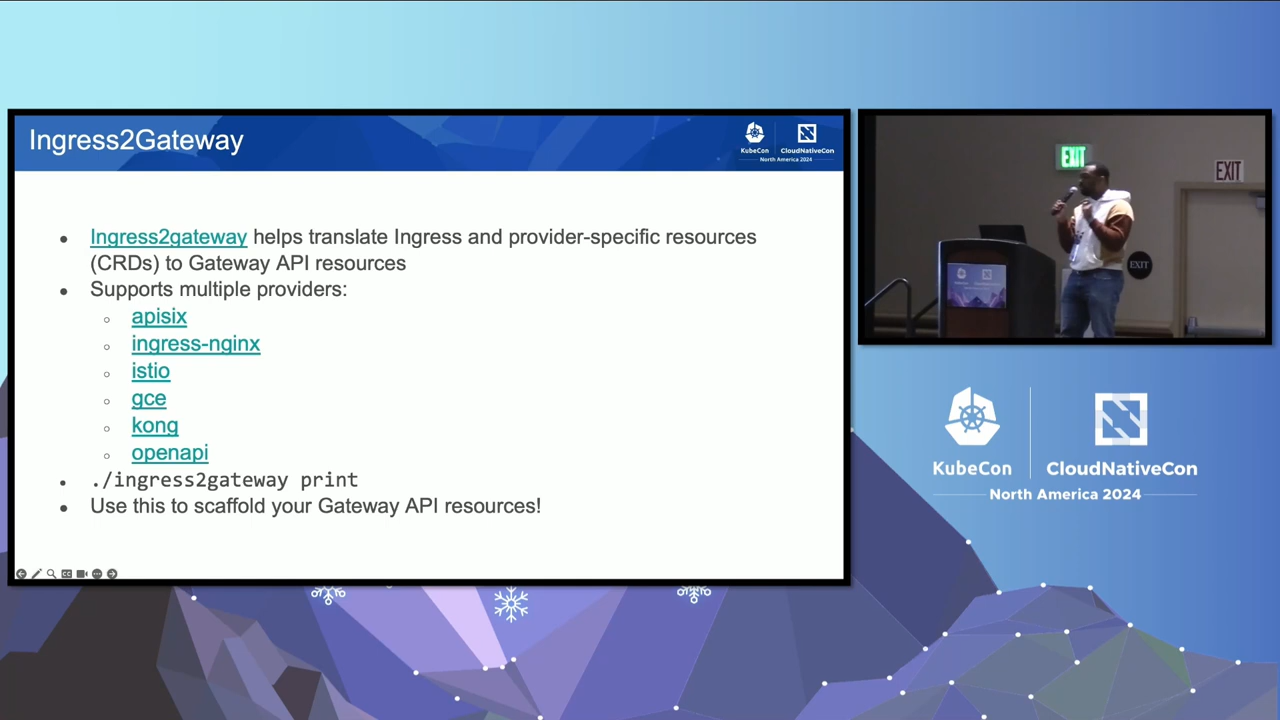 Ingress2Gateway
KubeCon
CloudNativeCon
North America 2024
● Ingress2gateway helps translate Ingress and provider-specific resources
(CRDs) to Gateway API resources
● Supports multiple providers:
○ apisix
○ ingress-nginx
○ istio
○ gce
○ kong
○ openapi
● ./ingress2gateway print
● Use this to scaffold your Gateway API resources!
EXIT
EXIT
EXIT
KubeCon
CloudNativeCon
North America 2024